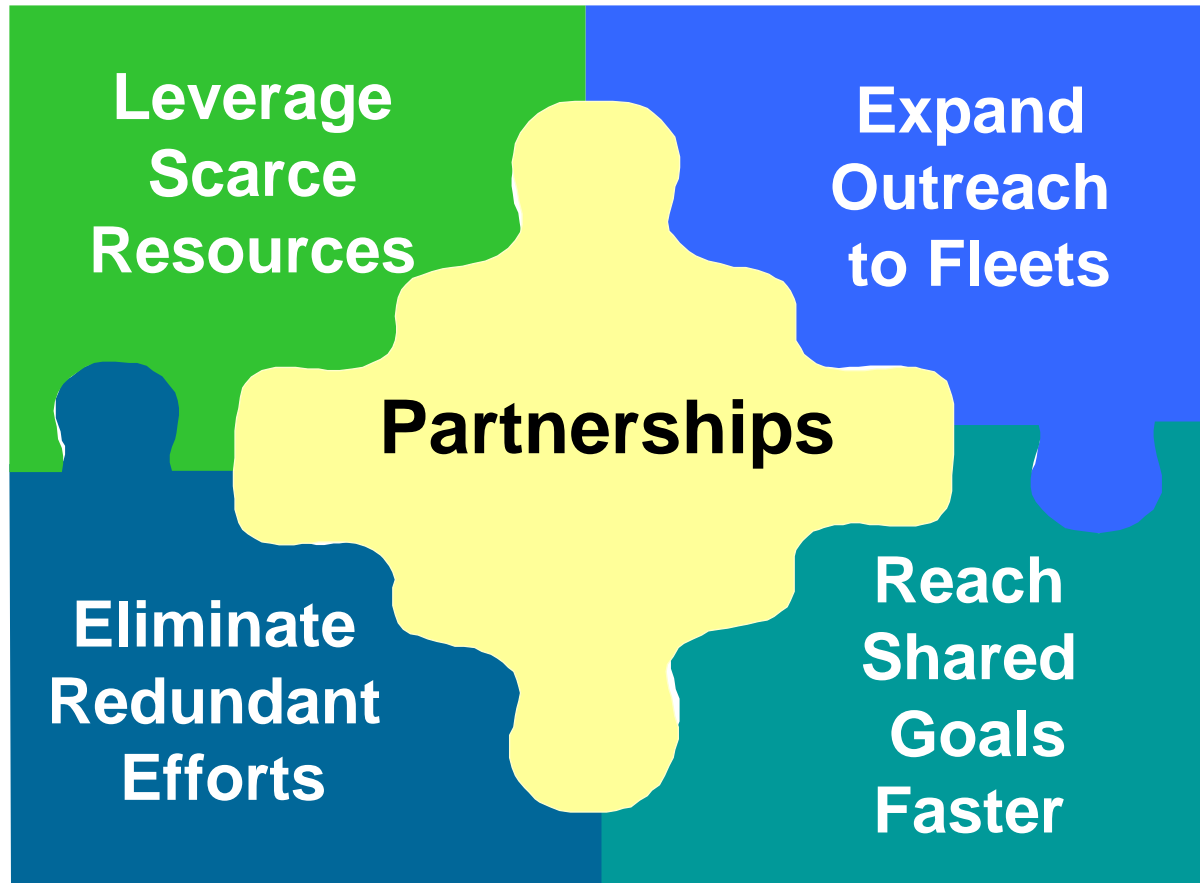 Leverage
Scarce
Resources
Expand
Outreach
to Fleets
Partnerships
Eliminate
Redundant
Efforts
Reach
Shared
Goals
Faster